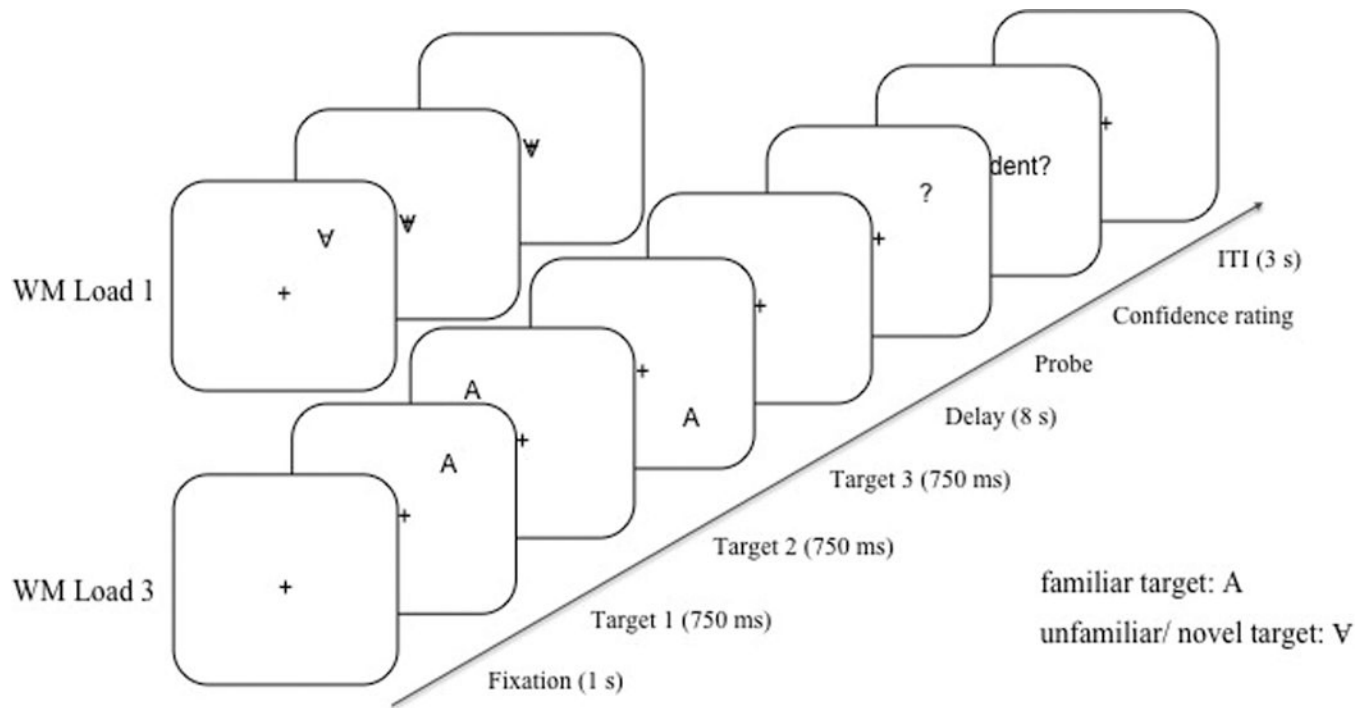 WM Load 1
∀
+
WM Load 3
+
A
+
A
+
+
A
+
+
?
dent?
+
Fixation (1 s)
Target 1 (750 ms)
Target 2 (750 ms)
Target 3 (750 ms)
Delay (8 s)
Probe
Confidence rating
ITI (3 s)
familiar target: A
unfamiliar/ novel target: ∀